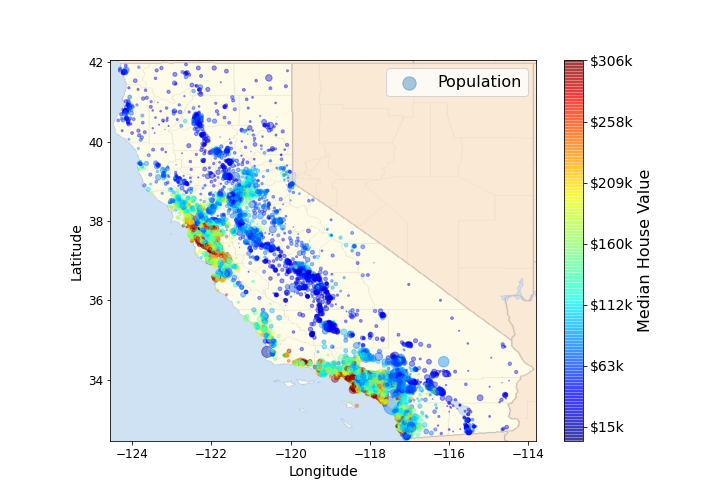 42
40
38
36
34
Latitude
−124
−122
−120
−118
−116
−114
Longitude
Population
$306k
$258k
$209k
$160k
$112k
$63k
$15k
Median House Value